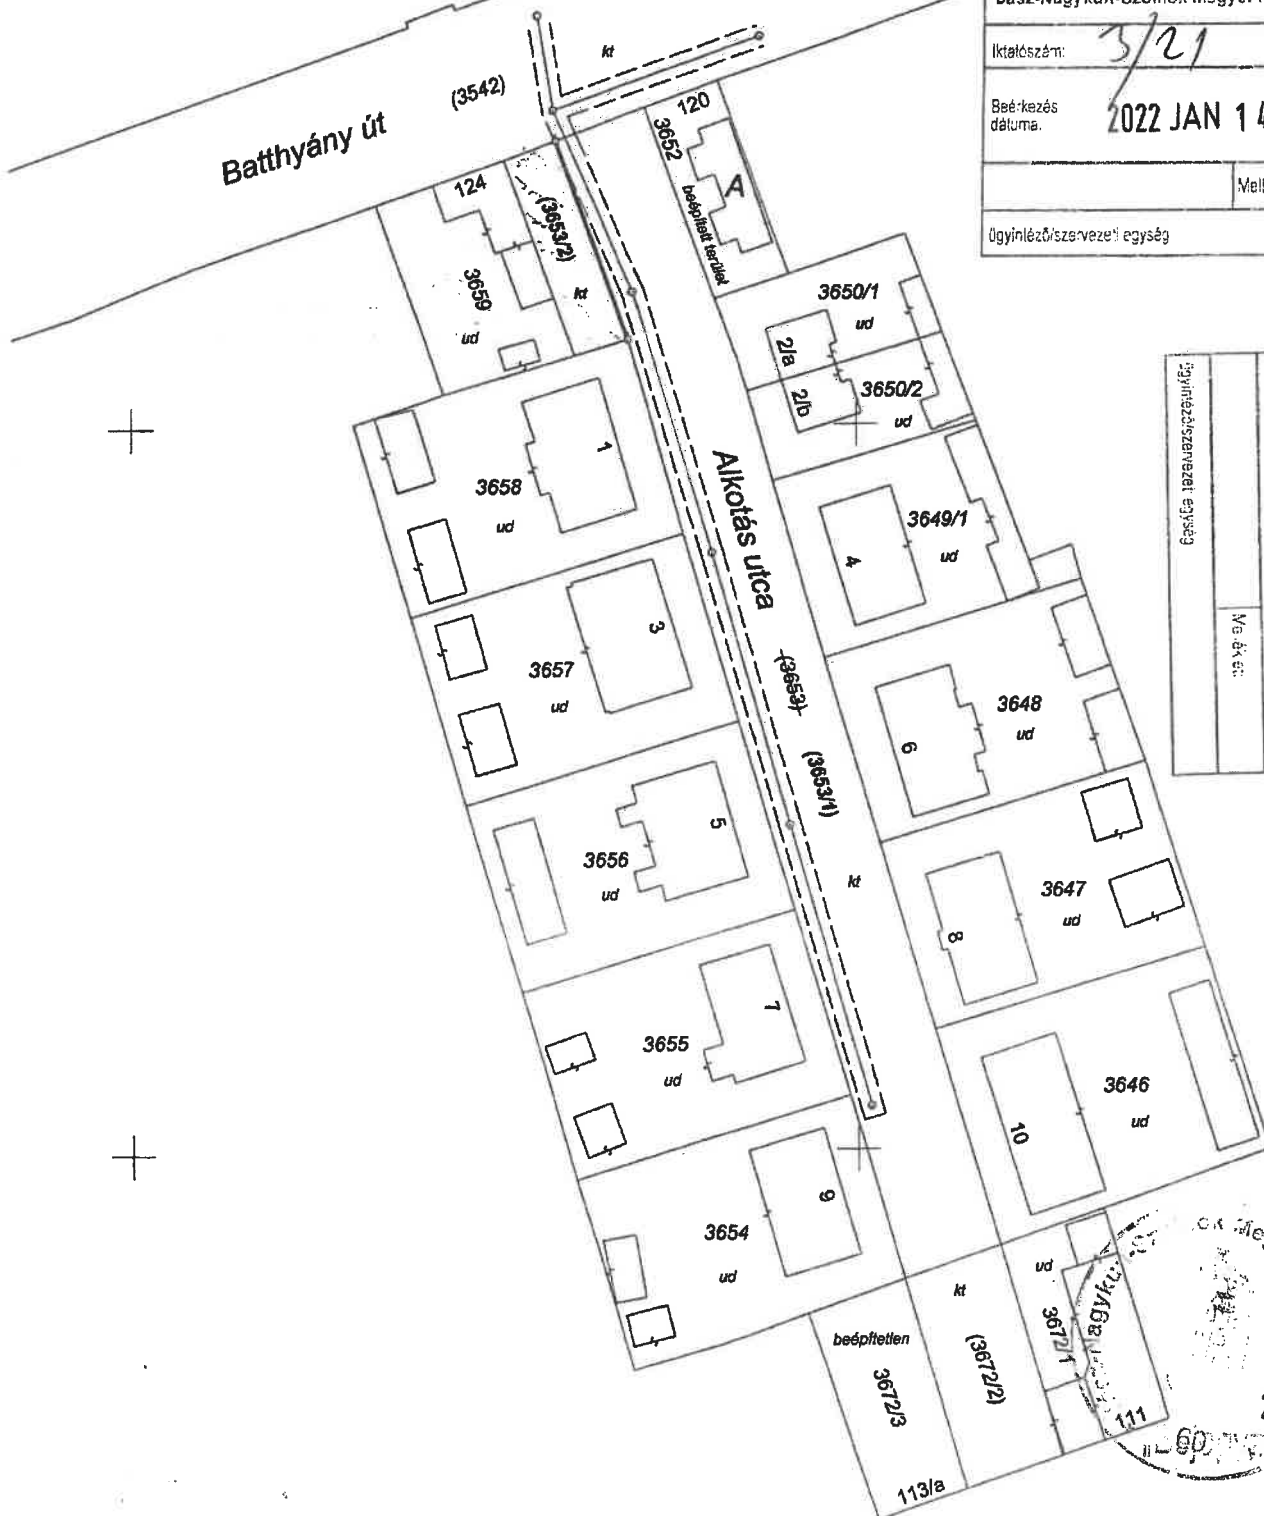 Iktatószám: 3/21
Beérkezés
dátuma. 2022 JAN 14
Mell
ügyintéző/szervezeti egység
kt
(3542)
Batthyány út
120
3652
A
beépített terület
124
(3653/2)
kt
3659
ud
3650/1
ud
2/a
3650/2
2/b
ud
ügyintéző/szervezeti egység
1
3658
ud
Alkotás utca
3649/1
4
ud
3
3657
ud
(3653)
3648
ud
6
(3653/1)
5
3656
ud
kt
3647
ud
8
7
3655
ud
3646
ud
10
9
3654
ud
ud
kt
3672/1
beépítetlen
(3672/2)
3672/3
111
113/a